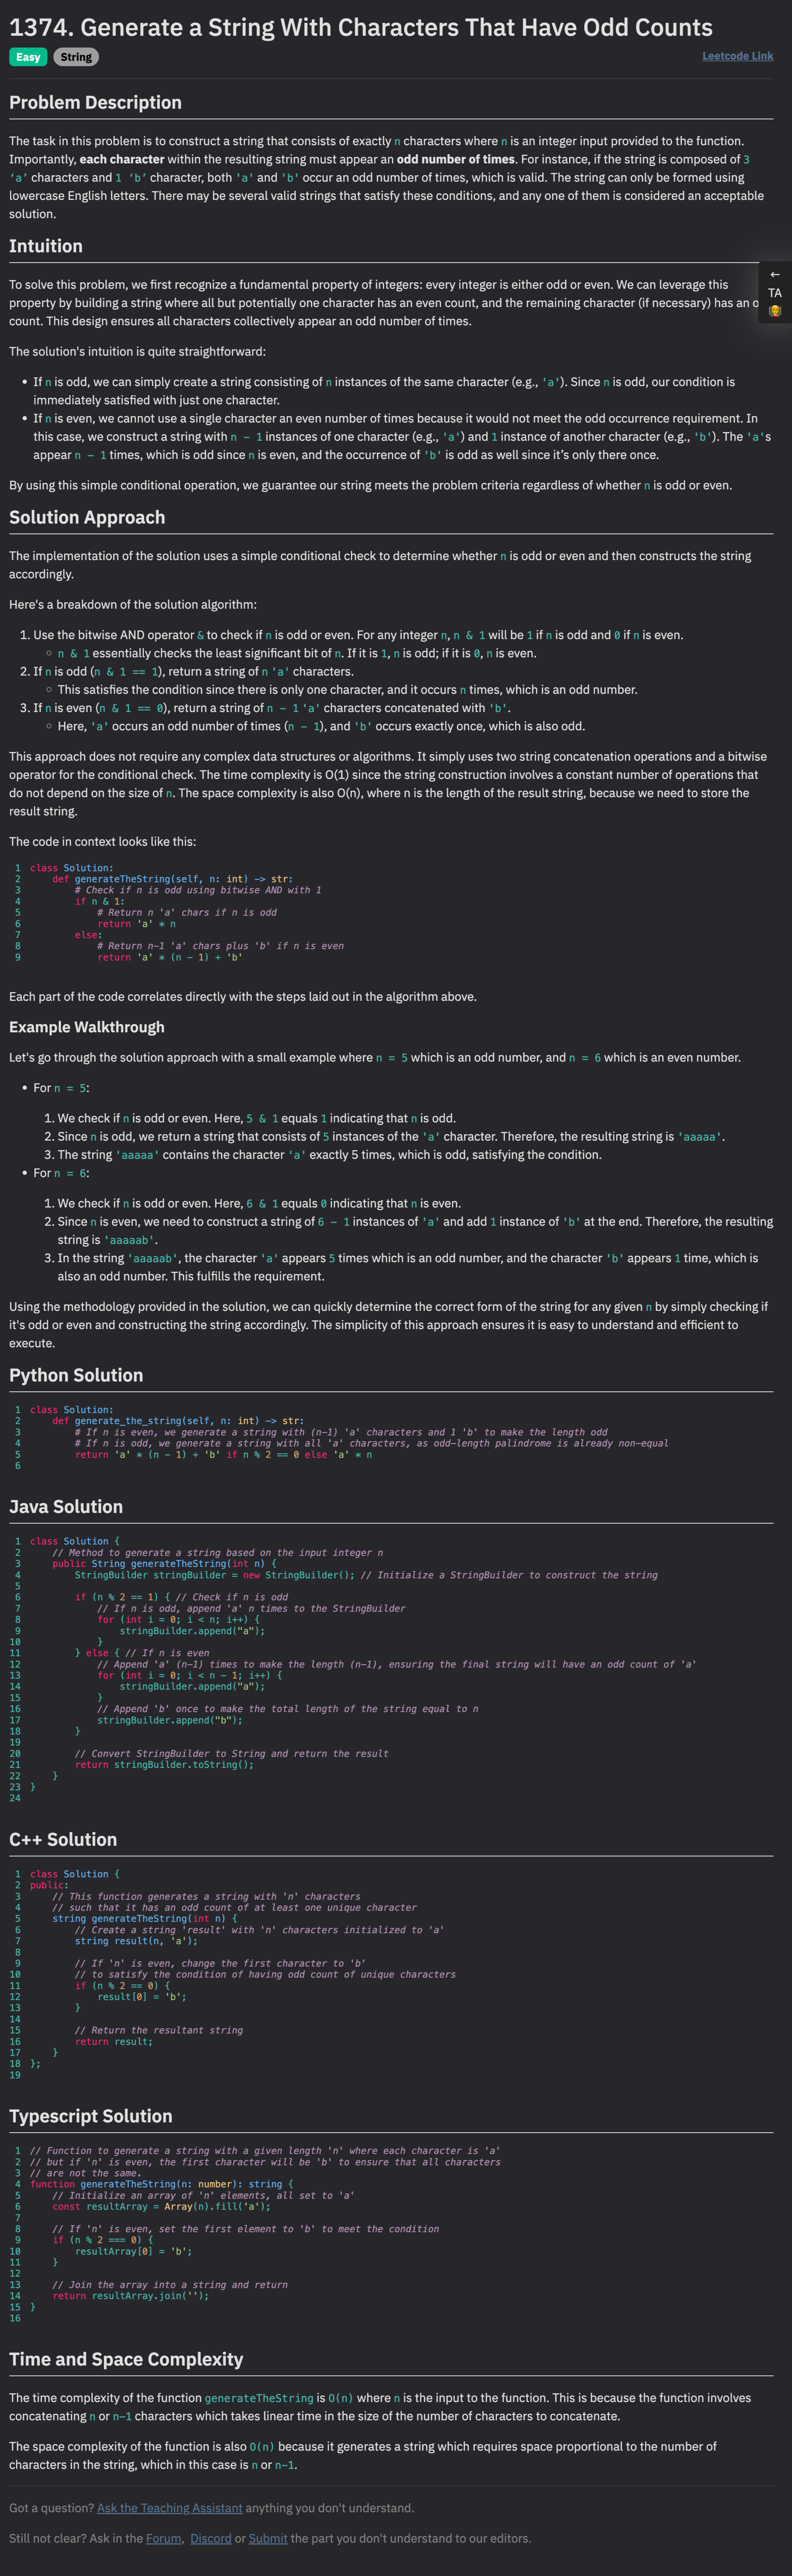 1374. Generate a String With Characters That Have Odd Counts
Easy String Leetcode Link
Problem Description
The task in this problem is to construct a string that consists of exactly n characters where n is an integer input provided to the function.
Importantly, each character within the resulting string must appear an odd number of times. For instance, if the string is composed of 3
‘a’ characters and 1 ‘b’ character, both 'a' and 'b' occur an odd number of times, which is valid. The string can only be formed using
lowercase English letters. There may be several valid strings that satisfy these conditions, and any one of them is considered an acceptable
solution.
Intuition
To solve this problem, we first recognize a fundamental property of integers: every integer is either odd or even. We can leverage this
property by building a string where all but potentially one character has an even count, and the remaining character (if necessary) has an o
count. This design ensures all characters collectively appear an odd number of times.
←
TA
The solution's intuition is quite straightforward:
• If n is odd, we can simply create a string consisting of n instances of the same character (e.g., 'a'). Since n is odd, our condition is
immediately satisfied with just one character.
• If n is even, we cannot use a single character an even number of times because it would not meet the odd occurrence requirement. In
this case, we construct a string with n - 1 instances of one character (e.g., 'a') and 1 instance of another character (e.g., 'b'). The 'a's
appear n - 1 times, which is odd since n is even, and the occurrence of 'b' is odd as well since it’s only there once.
By using this simple conditional operation, we guarantee our string meets the problem criteria regardless of whether n is odd or even.
Solution Approach
The implementation of the solution uses a simple conditional check to determine whether n is odd or even and then constructs the string
accordingly.
Here's a breakdown of the solution algorithm:
1. Use the bitwise AND operator & to check if n is odd or even. For any integer n, n & 1 will be 1 if n is odd and 0 if n is even.
◦ n & 1 essentially checks the least significant bit of n. If it is 1, n is odd; if it is 0, n is even.
2. If n is odd (n & 1 == 1), return a string of n 'a' characters.
◦ This satisfies the condition since there is only one character, and it occurs n times, which is an odd number.
3. If n is even (n & 1 == 0), return a string of n - 1 'a' characters concatenated with 'b'.
◦ Here, 'a' occurs an odd number of times (n - 1), and 'b' occurs exactly once, which is also odd.
This approach does not require any complex data structures or algorithms. It simply uses two string concatenation operations and a bitwise
operator for the conditional check. The time complexity is O(1) since the string construction involves a constant number of operations that
do not depend on the size of n. The space complexity is also O(n), where n is the length of the result string, because we need to store the
result string.
The code in context looks like this:
1 class Solution:
2     def generateTheString(self, n: int) -> str:
3         # Check if n is odd using bitwise AND with 1
4         if n & 1:
5             # Return n 'a' chars if n is odd
6             return 'a' * n
7         else:
8             # Return n-1 'a' chars plus 'b' if n is even
9             return 'a' * (n - 1) + 'b'
Each part of the code correlates directly with the steps laid out in the algorithm above.
Example Walkthrough
Let's go through the solution approach with a small example where n = 5 which is an odd number, and n = 6 which is an even number.
• For n = 5:
1. We check if n is odd or even. Here, 5 & 1 equals 1 indicating that n is odd.
2. Since n is odd, we return a string that consists of 5 instances of the 'a' character. Therefore, the resulting string is 'aaaaa'.
3. The string 'aaaaa' contains the character 'a' exactly 5 times, which is odd, satisfying the condition.
• For n = 6:
1. We check if n is odd or even. Here, 6 & 1 equals 0 indicating that n is even.
2. Since n is even, we need to construct a string of 6 - 1 instances of 'a' and add 1 instance of 'b' at the end. Therefore, the resulting
string is 'aaaaab'.
3. In the string 'aaaaab', the character 'a' appears 5 times which is an odd number, and the character 'b' appears 1 time, which is
also an odd number. This fulfills the requirement.
Using the methodology provided in the solution, we can quickly determine the correct form of the string for any given n by simply checking if
it's odd or even and constructing the string accordingly. The simplicity of this approach ensures it is easy to understand and efficient to
execute.
Python Solution
1 class Solution:
2     def generate_the_string(self, n: int) -> str:
3         # If n is even, we generate a string with (n-1) 'a' characters and 1 'b' to make the length odd
4         # If n is odd, we generate a string with all 'a' characters, as odd-length palindrome is already non-equal
5         return 'a' * (n - 1) + 'b' if n % 2 == 0 else 'a' * n
6
Java Solution
1 class Solution {
2     // Method to generate a string based on the input integer n
3     public String generateTheString(int n) {
4         StringBuilder stringBuilder = new StringBuilder(); // Initialize a StringBuilder to construct the string
5
6         if (n % 2 == 1) { // Check if n is odd
7             // If n is odd, append 'a' n times to the StringBuilder
8             for (int i = 0; i < n; i++) {
9                 stringBuilder.append("a");
10             }
11         } else { // If n is even
12             // Append 'a' (n-1) times to make the length (n-1), ensuring the final string will have an odd count of 'a'
13             for (int i = 0; i < n - 1; i++) {
14                 stringBuilder.append("a");
15             }
16             // Append 'b' once to make the total length of the string equal to n
17             stringBuilder.append("b");
18         }
19
20         // Convert StringBuilder to String and return the result
21         return stringBuilder.toString();
22     }
23 }
24
C++ Solution
1 class Solution {
2 public:
3     // This function generates a string with 'n' characters
4     // such that it has an odd count of at least one unique character
5     string generateTheString(int n) {
6         // Create a string 'result' with 'n' characters initialized to 'a'
7         string result(n, 'a');
8
9         // If 'n' is even, change the first character to 'b'
10         // to satisfy the condition of having odd count of unique characters
11         if (n % 2 == 0) {
12             result[0] = 'b';
13         }
14
15         // Return the resultant string
16         return result;
17     }
18 };
19
Typescript Solution
1 // Function to generate a string with a given length 'n' where each character is 'a'
2 // but if 'n' is even, the first character will be 'b' to ensure that all characters
3 // are not the same.
4 function generateTheString(n: number): string {
5     // Initialize an array of 'n' elements, all set to 'a'
6     const resultArray = Array(n).fill('a');
7
8     // If 'n' is even, set the first element to 'b' to meet the condition
9     if (n % 2 === 0) {
10         resultArray[0] = 'b';
11     }
12
13     // Join the array into a string and return
14     return resultArray.join('');
15 }
16
Time and Space Complexity
The time complexity of the function generateTheString is O(n) where n is the input to the function. This is because the function involves
concatenating n or n-1 characters which takes linear time in the size of the number of characters to concatenate.
The space complexity of the function is also O(n) because it generates a string which requires space proportional to the number of
characters in the string, which in this case is n or n-1.
Got a question? Ask the Teaching Assistant anything you don't understand.
Still not clear? Ask in the Forum, Discord or Submit the part you don't understand to our editors.